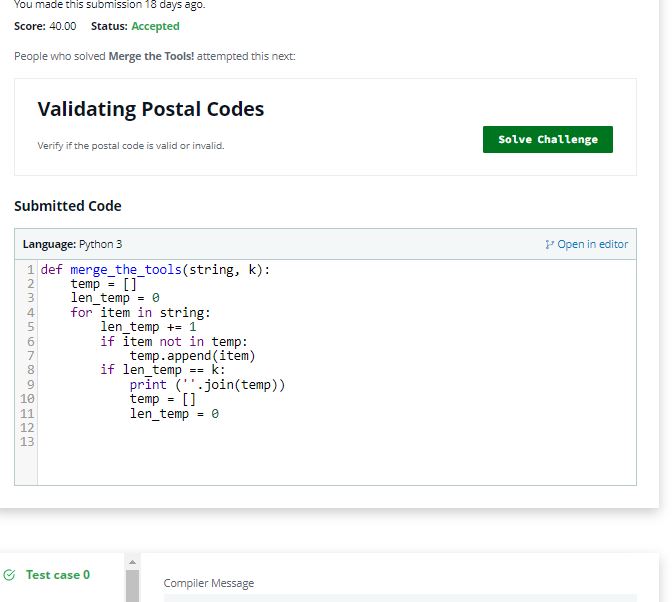 You made this submission 18 days ago.
Score: 40.00 Status: Accepted
People who solved Merge the Tools! attempted this next:
Validating Postal Codes
Verify if the postal code is valid or invalid.
Solve Challenge
Submitted Code
Language: Python 3
Open in editor
1 def merge_the_tools(string, k):
2     temp = []
3     len_temp = 0
4     for item in string:
5         len_temp += 1
6         if item not in temp:
7             temp.append(item)
8         if len_temp == k:
9             print (''.join(temp))
10             temp = []
11             len_temp = 0
12
13
Test case 0
Compiler Message